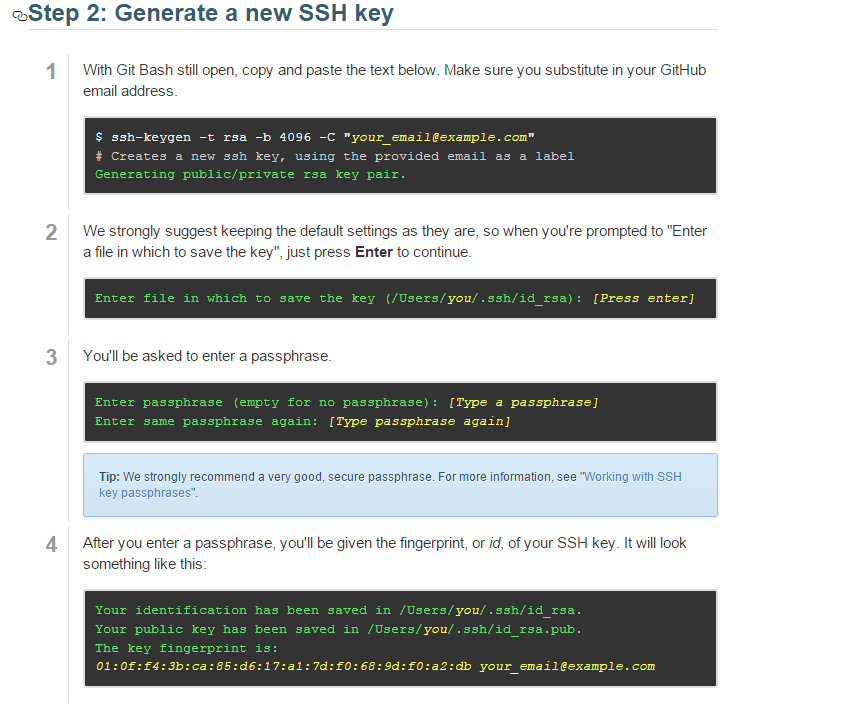 Step 2: Generate a new SSH key
1
With Git Bash still open, copy and paste the text below. Make sure you substitute in your GitHub
email address.
$ ssh-keygen -t rsa -b 4096 -C "your_email@example.com"
# Creates a new ssh key, using the provided email as a label
Generating public/private rsa key pair.
2
We strongly suggest keeping the default settings as they are, so when you're prompted to "Enter
a file in which to save the key", just press Enter to continue.
Enter file in which to save the key (/Users/you/.ssh/id_rsa): [Press enter]
3
You'll be asked to enter a passphrase.
Enter passphrase (empty for no passphrase): [Type a passphrase]
Enter same passphrase again: [Type passphrase again]
Tip: We strongly recommend a very good, secure passphrase. For more information, see "Working with SSH
key passphrases".
4
After you enter a passphrase, you'll be given the fingerprint, or id, of your SSH key. It will look
something like this:
Your identification has been saved in /Users/you/.ssh/id_rsa.
Your public key has been saved in /Users/you/.ssh/id_rsa.pub.
The key fingerprint is:
01:0f:f4:3b:ca:85:d6:17:a1:7d:f0:68:9d:f0:a2:db your_email@example.com